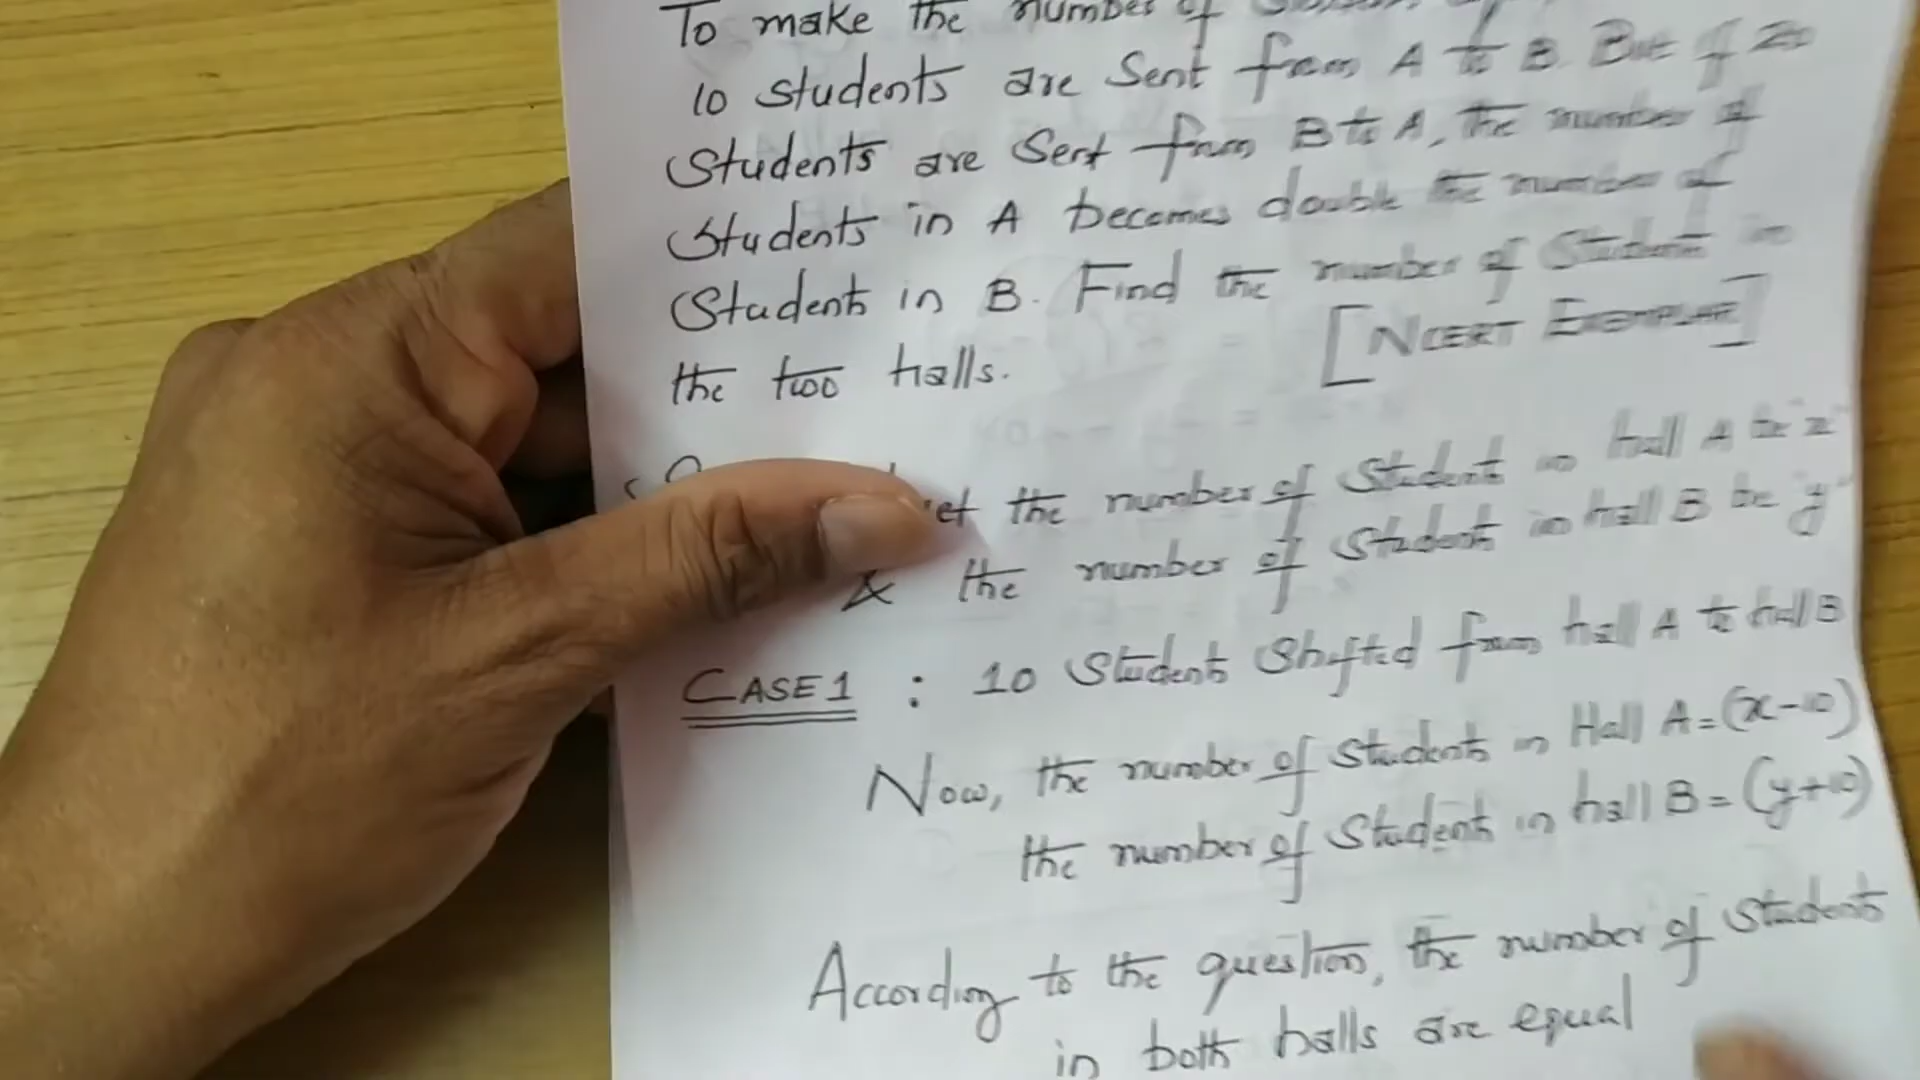 To make the number of
10 students are sent from A to B. But if 20
Students are sent from B to A, the number of
Students in A becomes double the number of
Students in B. Find the number of Students in
the two halls.
[NCERT EXEMPLAR]
the number of Students in hall A be "x"
& the number of Students in hall B be "y"
CASE 1 : 10 Students Shifted from hall A to hall B
Now, the number of Students in Hall A = (x-10)
the number of Students in hall B = (y+10)
According to the question, the number of Students
in both halls are equal